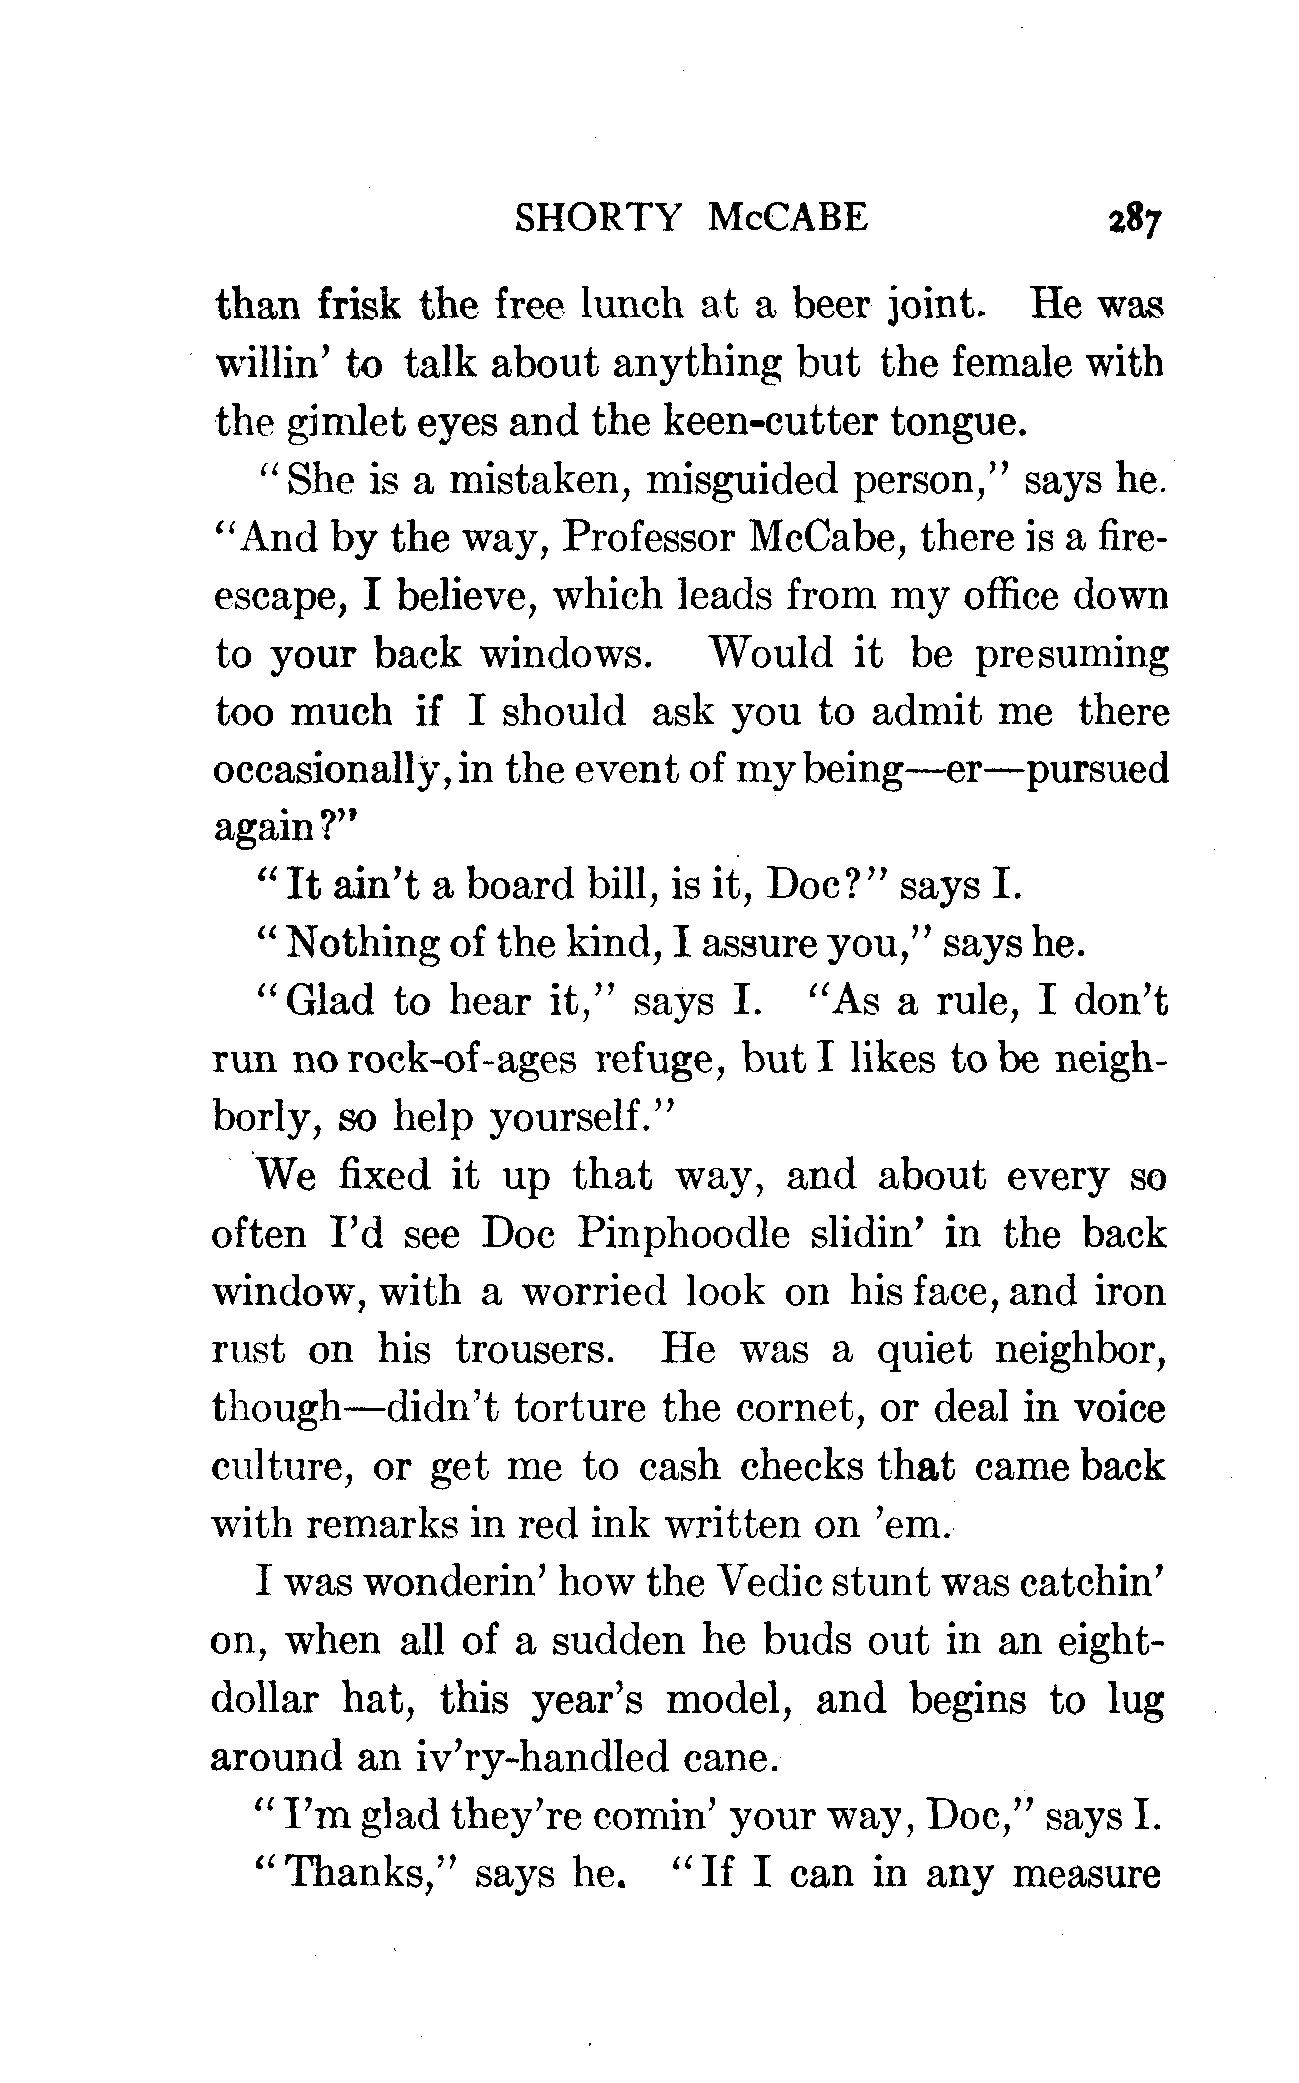 SHORTY McCABE 287
than frisk the free lunch at a beer joint. He was
willin' to talk about anything but the female with
the gimlet eyes and the keen-cutter tongue.
"She is a mistaken, misguided person," says he.
"And by the way, Professor McCabe, there is a fire-
escape, I believe, which leads from my office down
to your back windows. Would it be presuming
too much if I should ask you to admit me there
occasionally, in the event of my being—er—pursued
again?"
"It ain't a board bill, is it, Doc?" says I.
"Nothing of the kind, I assure you," says he.
"Glad to hear it," says I. "As a rule, I don't
run no rock-of-ages refuge, but I likes to be neigh-
borly, so help yourself."
We fixed it up that way, and about every so
often I'd see Doc Pinphoodle slidin' in the back
window, with a worried look on his face, and iron
rust on his trousers. He was a quiet neighbor,
though—didn't torture the cornet, or deal in voice
culture, or get me to cash checks that came back
with remarks in red ink written on 'em.
I was wonderin' how the Vedic stunt was catchin'
on, when all of a sudden he buds out in an eight-
dollar hat, this year's model, and begins to lug
around an iv'ry-handled cane.
"I'm glad they're comin' your way, Doc," says I.
"Thanks," says he. "If I can in any measure